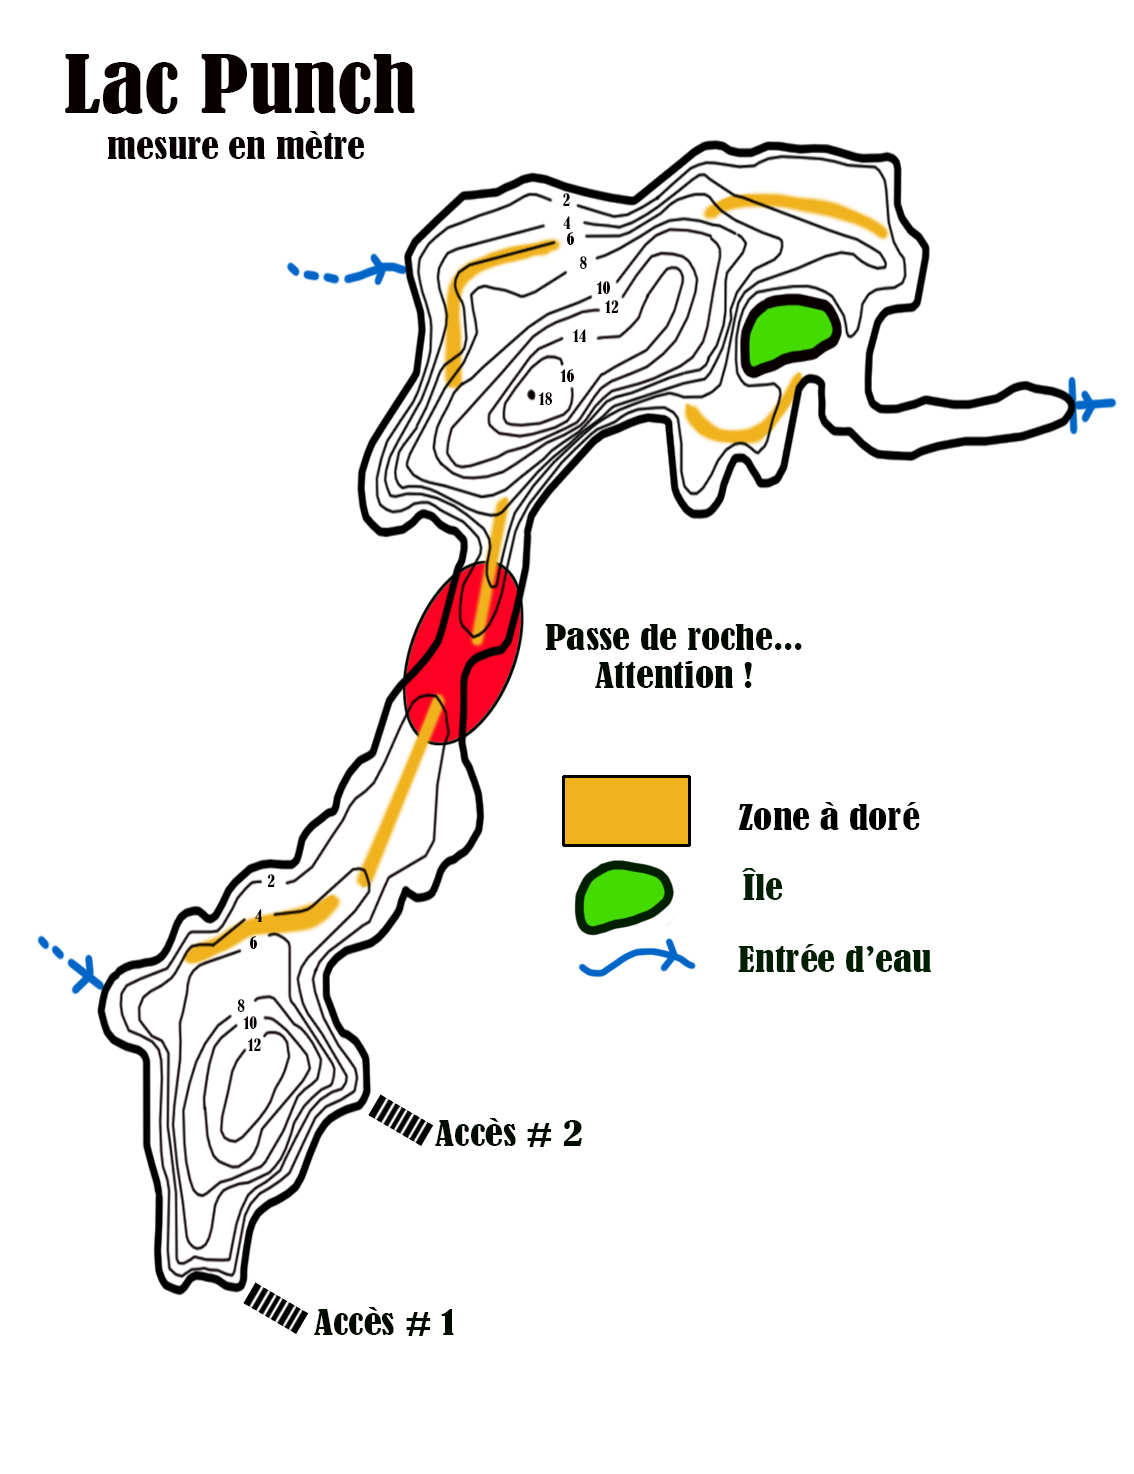 Lac Punch
mesure en mètre
2
4
6
8
10
12
14
16
18
Passe de roche...
Attention !
Zone à doré
Île
Entrée d'eau
2
4
6
8
10
12
Accès # 2
Accès # 1